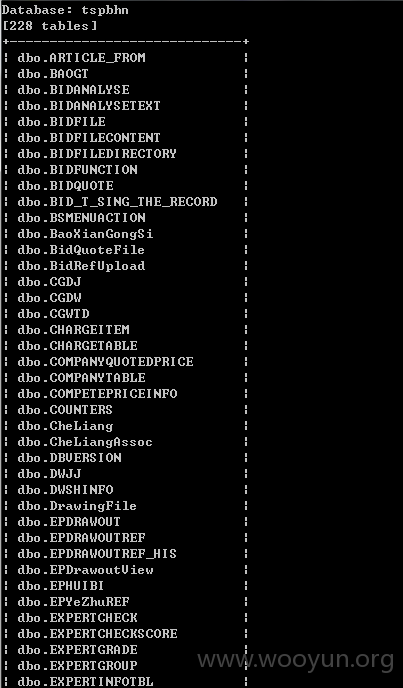 Database: tspbhn
[228 tables]
+-----------------------------+
¦ dbo.ARTICLE_FROM ¦
¦ dbo.BAOGT ¦
¦ dbo.BIDANALYSE ¦
¦ dbo.BIDANALYSETEXT ¦
¦ dbo.BIDFILE ¦
¦ dbo.BIDFILECONTENT ¦
¦ dbo.BIDFILEDIRECTORY ¦
¦ dbo.BIDFUNCTION ¦
¦ dbo.BIDQUOTE ¦
¦ dbo.BID_T_SING_THE_RECORD ¦
¦ dbo.BSMENUACTION ¦
¦ dbo.BaoXianGongSi ¦
¦ dbo.BidQuoteFile ¦
¦ dbo.BidRefUpload ¦
¦ dbo.CGDJ ¦
¦ dbo.CGDW ¦
¦ dbo.CGWTD ¦
¦ dbo.CHARGEITEM ¦
¦ dbo.CHARGETABLE ¦
¦ dbo.COMPANYQUOTEDPRICE ¦
¦ dbo.COMPANYTABLE ¦
¦ dbo.COMPETEPRICEINFO ¦
¦ dbo.COUNTERS ¦
¦ dbo.CheLiang ¦
¦ dbo.CheLiangAssoc ¦
¦ dbo.DBVERSION ¦
¦ dbo.DWJJ ¦
¦ dbo.DWSHINFO ¦
¦ dbo.DrawingFile ¦
¦ dbo.EPDRAWOUT ¦
¦ dbo.EPDRAWOUTREF ¦
¦ dbo.EPDRAWOUTREF_HIS ¦
¦ dbo.EPDrawoutView ¦
¦ dbo.EPHUIBI ¦
¦ dbo.EPYeZhuREF ¦
¦ dbo.EXPERTCHECK ¦
¦ dbo.EXPERTCHECKSCORE ¦
¦ dbo.EXPERTGRADE ¦
¦ dbo.EXPERTGROUP ¦
¦ dbo.EXPERTINFOTBL ¦
www.wooyun.org